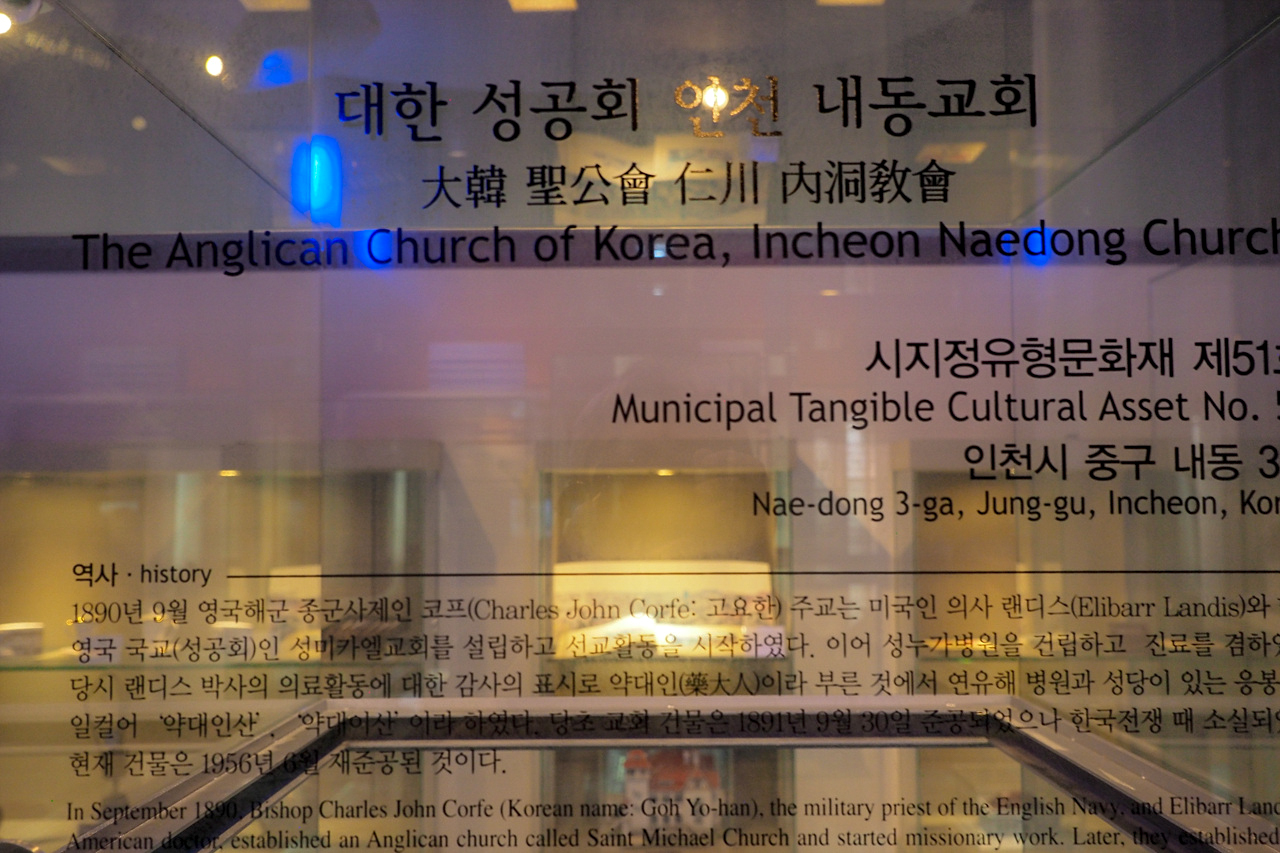 대한 성공회 인천 내동교회
大韓 聖公會 仁川 內洞敎會
The Anglican Church of Korea, Incheon Naedong Church
시지정유형문화재 제51호
Municipal Tangible Cultural Asset No.
인천시 중구 내동 3
Nae-dong 3-ga, Jung-gu, Incheon,
역사 · history
1890년 9월 영국해군 종군사제인 코프(Charles John Corfe: 고요한) 주교는 미국인 의사 랜디스(Elibarr Landis)와
영국 국교(성공회)인 성미카엘교회를 설립하고 선교활동을 시작하였다. 이어 성누가병원을 건립하고 진료를
당시 랜디스 박사의 의료활동에 대한 감사의 표시로 약대인(藥大人)이라 부른 것에서 연유해 병원과 성당이 있는
일컬어 ‘약대인산’, ‘약대이산’ 이라 하였다. 당초 교회 건물은 1891년 9월 30일 준공되었으나 한국전쟁 때
현재 건물은 1956년 6월 재준공된 것이다.
In September 1890, Bishop Charles John Corfe (Korean name: Goh Yo-han), the military priest of the English Navy, and Elibarr
American doctor, established an Anglican church called Saint Michael Church and started missionary work. Later, they established